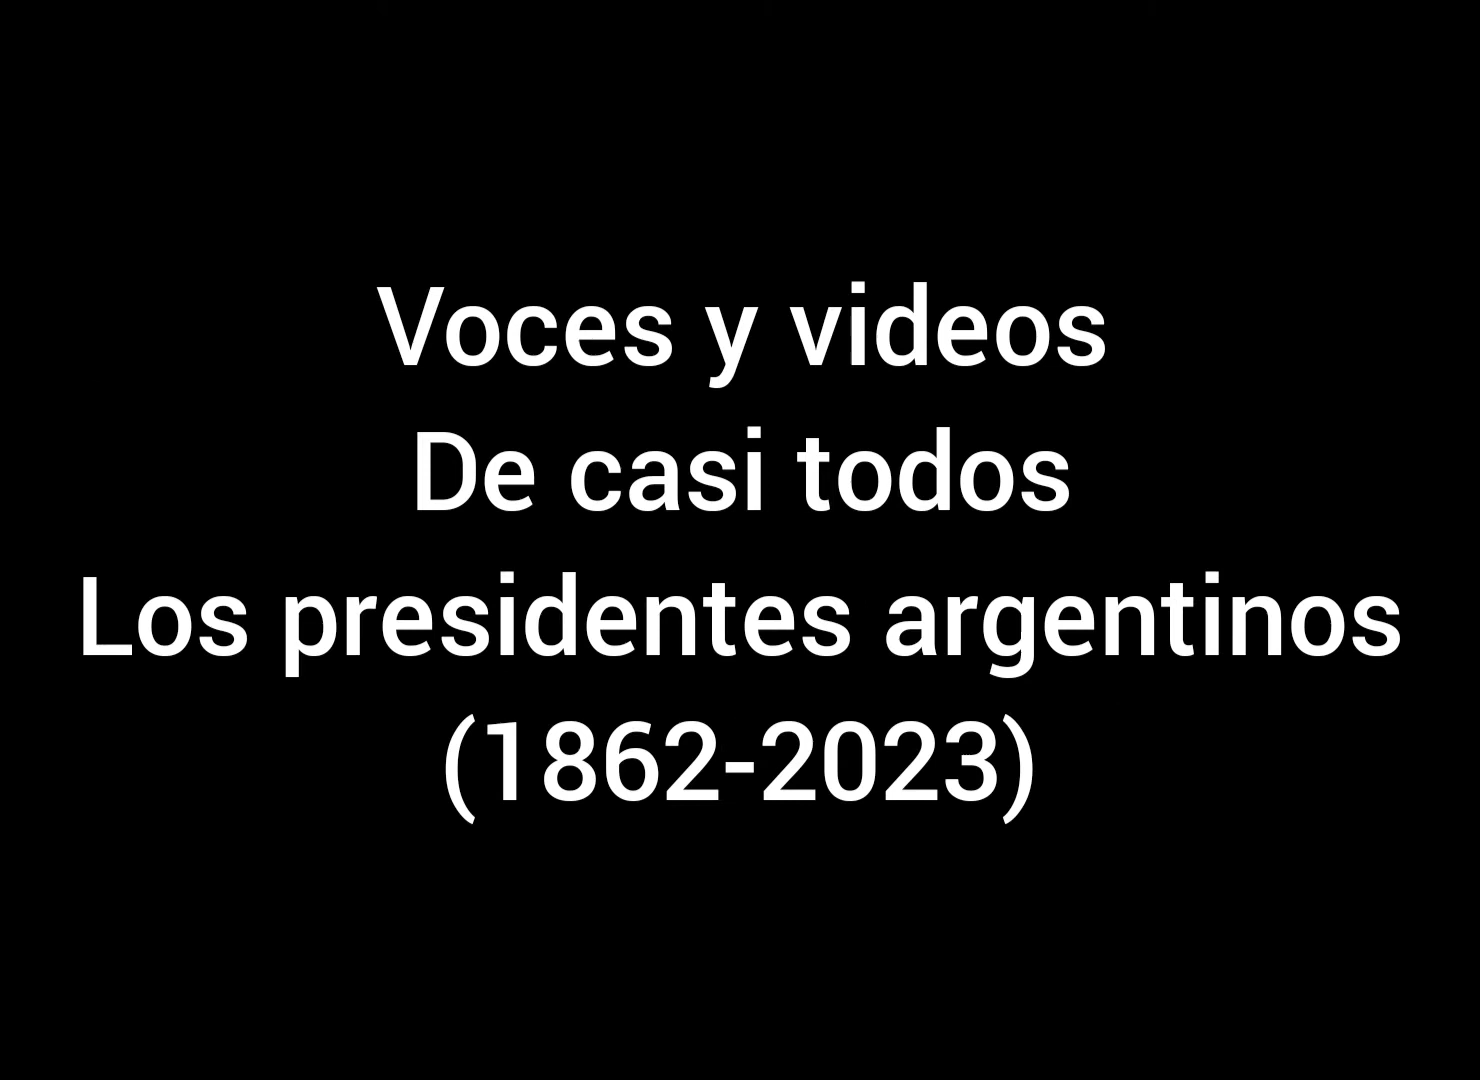 Voces y videos
De casi todos
Los presidentes argentinos
(1862-2023)